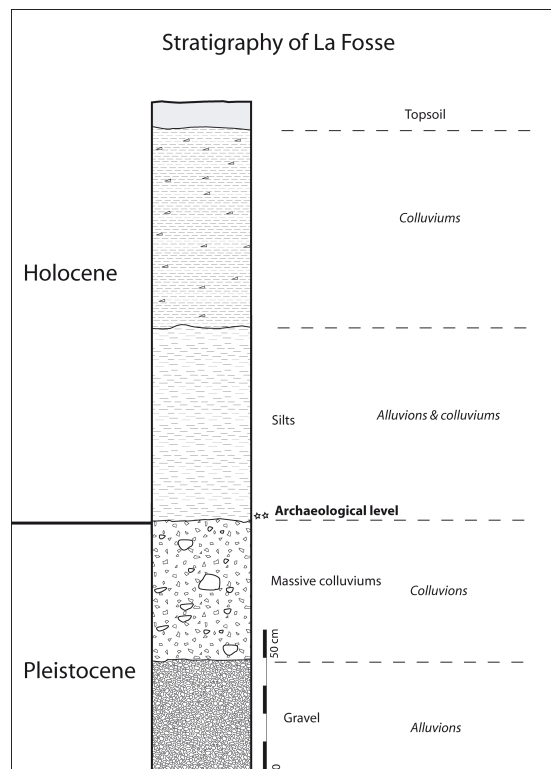 Stratigraphy of La Fosse
Topsoil
Colluviums
Holocene
Alluvions & colluviums
Silts
Archaeological level
Massive colluviums
Colluvions
50 cm
Pleistocene
Gravel
Alluvions
0